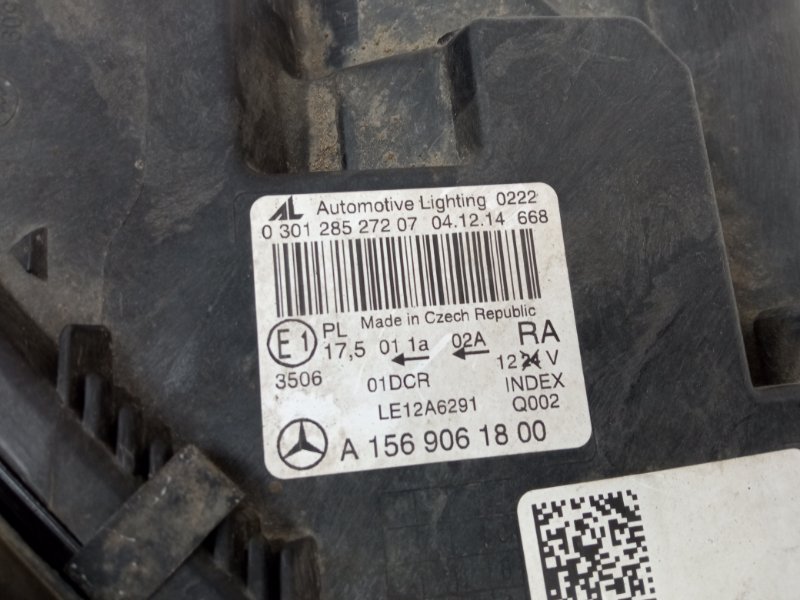 AL Automotive Lighting 0222
0 301 285 272 07 04.12.14 668
Made in Czech Republic
E1 PL 17,5 01 1a 02A RA
12 24 V
3506 01DCR INDEX
LE12A6291 Q002
A 156 906 18 00